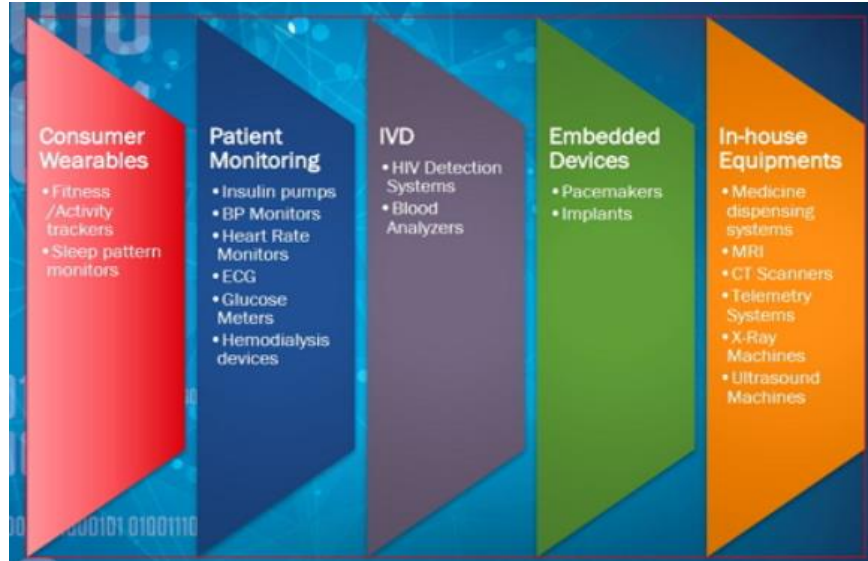 Consumer
Wearables
•Fitness
/Activity
trackers
•Sleep pattern
monitors
Patient
Monitoring
•Insulin pumps
•BP Monitors
•Heart Rate
Monitors
•ECG
•Glucose
Meters
•Hemodialysis
devices
IVD
•HIV Detection
Systems
•Blood
Analyzers
Embedded
Devices
•Pacemakers
•Implants
In-house
Equipments
•Medicine
dispensing
systems
•MRI
•CT Scanners
•Telemetry
Systems
•X-Ray
Machines
•Ultrasound
Machines